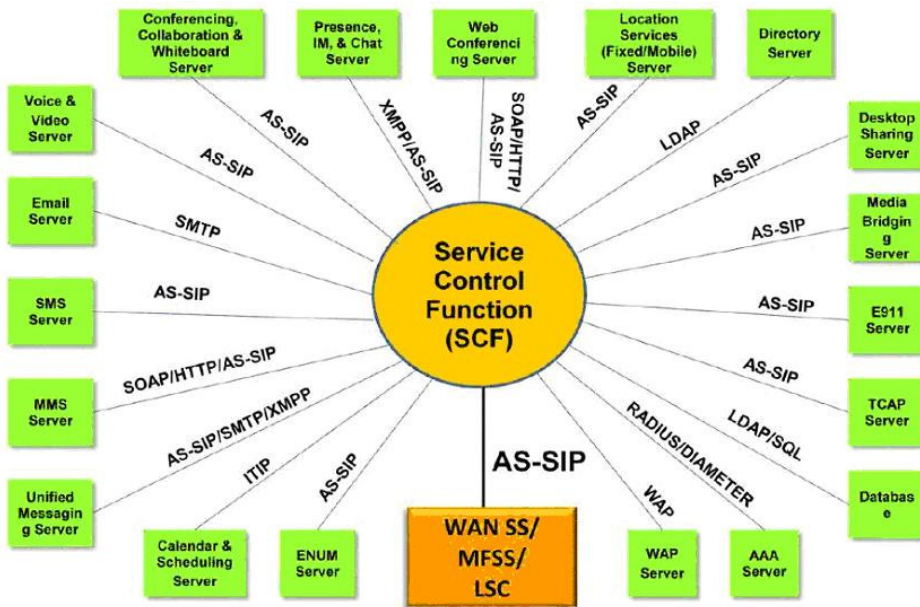 Conferencing,
Collaboration &
Whiteboard
Server
Presence,
IM, & Chat
Server
Web
Conferenci
ng Server
Location
Services
(Fixed/Mobile)
Server
Directory
Server
Voice &
Video
Server
Email
Server
SMS
Server
MMS
Server
Unified
Messagin
g Server
Calendar &
Scheduling
Server
ENUM
Server
WAP
Server
AAA
Server
Databas
e
TCAP
Server
E911
Server
Media
Bridgin
g
Server
Desktop
Sharing
Server
AS-SIP
XMPP/AS-SIP
SOAP/HTTP/
AS-SIP
AS-SIP
LDAP
AS-SIP
AS-SIP
AS-SIP
AS-SIP
LDAP/SQL
RADIUS/DIAMETER
WAP
AS-SIP
AS-SIP
ITIP
AS-SIP/SMTP/XMPP
SOAP/HTTP/AS-SIP
AS-SIP
SMTP
AS-SIP
Service
Control
Function
(SCF)
WAN SS/
MFSS/
LSC